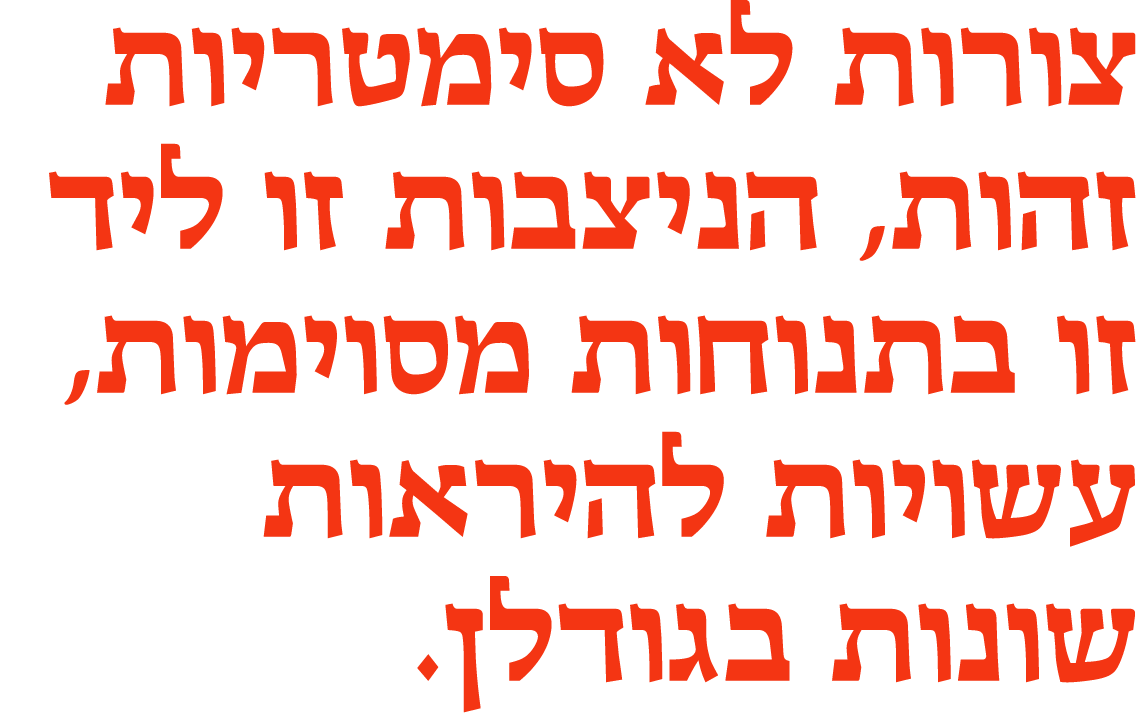 צורות לא סימטריות
זהות, הניצבות זו ליד
זו בתנוחות מסוימות,
עשויות להיראות
שונות בגודלן.